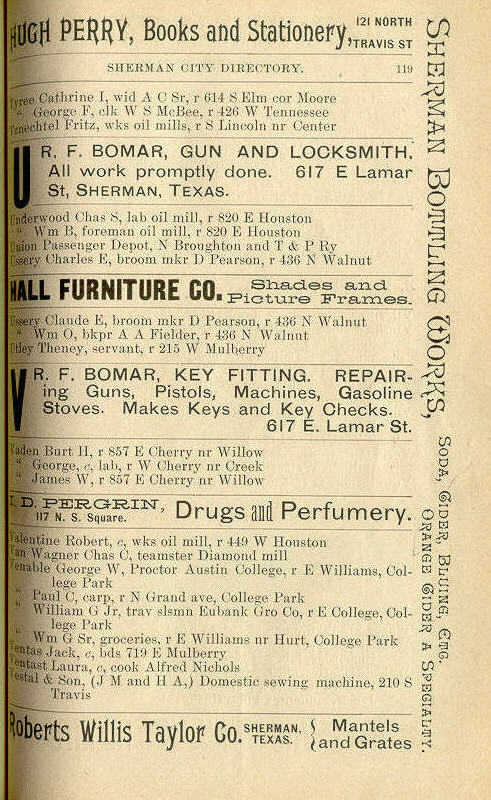 HUGH PERRY, Books and Stationery, 121 NORTH TRAVIS ST
SHERMAN CITY DIRECTORY. 119
Tyree Cathrine I, wid A C Sr, r 614 S Elm cor Moore
" George F, clk W S McBee, r 426 W Tennessee
Fritz, wks oil mills, r S Lincoln nr Center
U R. F. BOMAR, GUN AND LOCKSMITH.
All work promptly done. 617 E Lamar
St, SHERMAN, TEXAS.
Underwood Chas S, lab oil mill, r 820 E Houston
" Wm B, foreman oil mill, r 820 E Houston
Union Passenger Depot, N Broughton and T & P Ry
Ussery Charles E, broom mkr D Pearson, r 436 N Walnut
HALL FURNITURE CO. Shades and
Picture Frames.
Ussery Claude E, broom mkr D Pearson, r 436 N Walnut
" Wm O, bkpr A A Fielder, r 436 N Walnut
Utley Theney, servant, r 215 W Mulberry
V R. F. BOMAR, KEY FITTING. REPAIR-
ing Guns, Pistols, Machines, Gasoline
Stoves. Makes Keys and Key Checks.
617 E. Lamar St.
Vaden Burt H, r 857 E Cherry nr Willow
" George, c, lab, r W Cherry nr Creek
" James W, r 857 E Cherry nr Willow
I. D. PERGRIN, 117 N. S. Square. Drugs and Perfumery.
Valentine Robert, c, wks oil mill, r 449 W Houston
Van Wagner Chas C, teamster Diamond mill
Venable George W, Proctor Austin College, r E Williams, Col-
lege Park
" Paul C, carp, r N Grand ave, College Park
" William G Jr, trav slsmn Eubank Gro Co, r E College, Col-
lege Park
" Wm G Sr, groceries, r E Williams nr Hurt, College Park
Ventas Jack, c, bds 719 E Mulberry
Ventast Laura, c, cook Alfred Nichols
Vestal & Son, (J M and H A,) Domestic sewing machine, 210 S
Travis
Roberts Willis Taylor Co. SHERMAN, TEXAS. { Mantels
and Grates
SHERMAN BOTTLING WORKS,
SODA, CIDER, BLUING, ETC.
ORANGE CIDER A SPECIALTY.